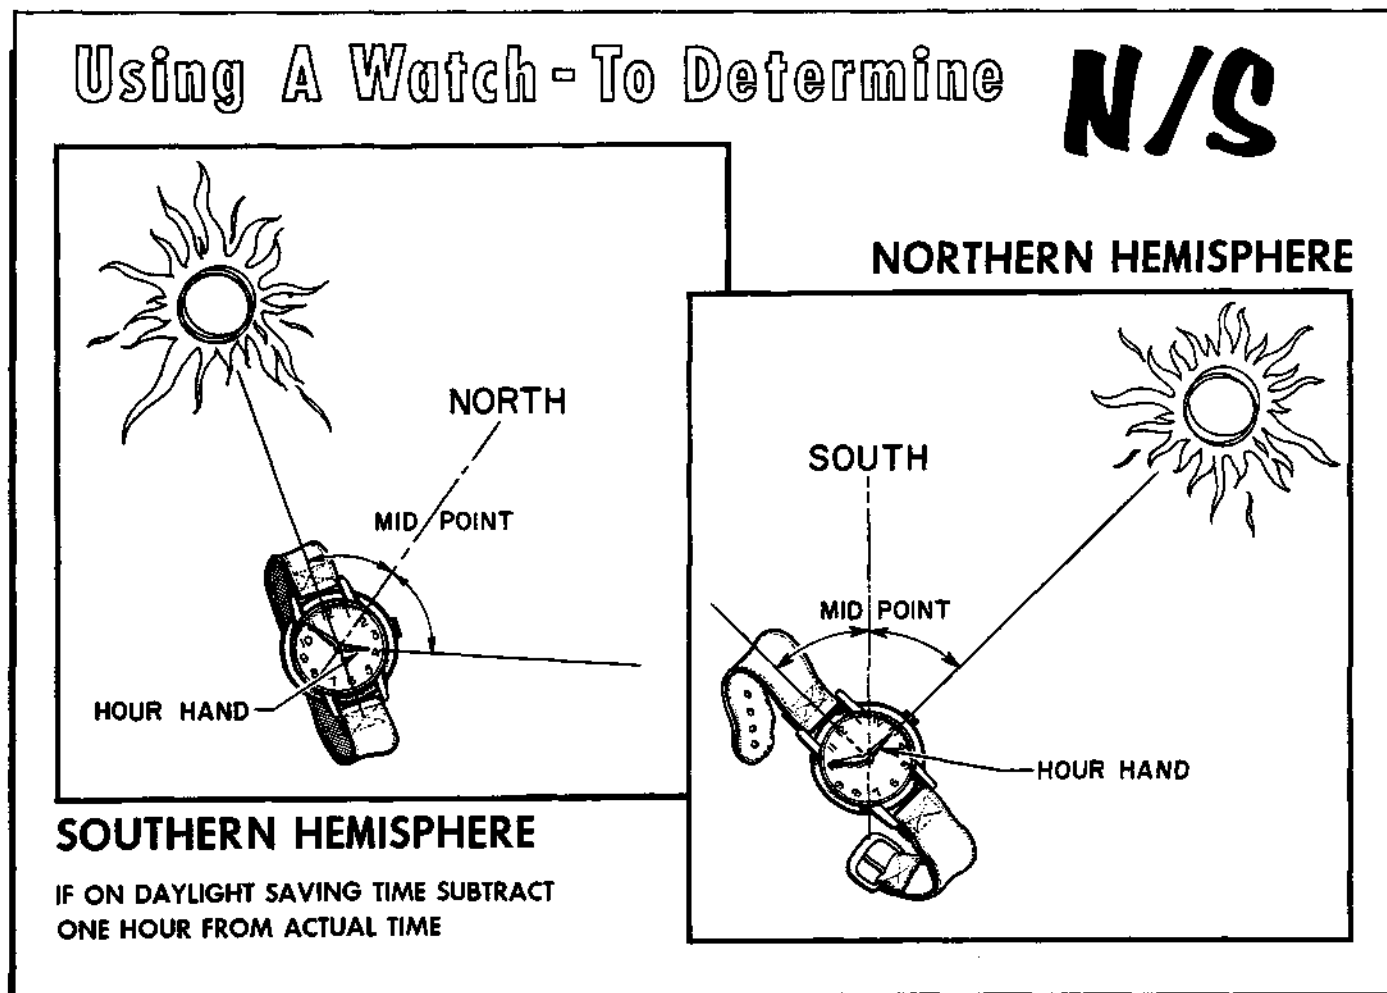 Using A Watch - To Determine N/S
NORTHERN HEMISPHERE
NORTH
MID POINT
HOUR HAND
SOUTHERN HEMISPHERE
IF ON DAYLIGHT SAVING TIME SUBTRACT
ONE HOUR FROM ACTUAL TIME
SOUTH
MID POINT
HOUR HAND